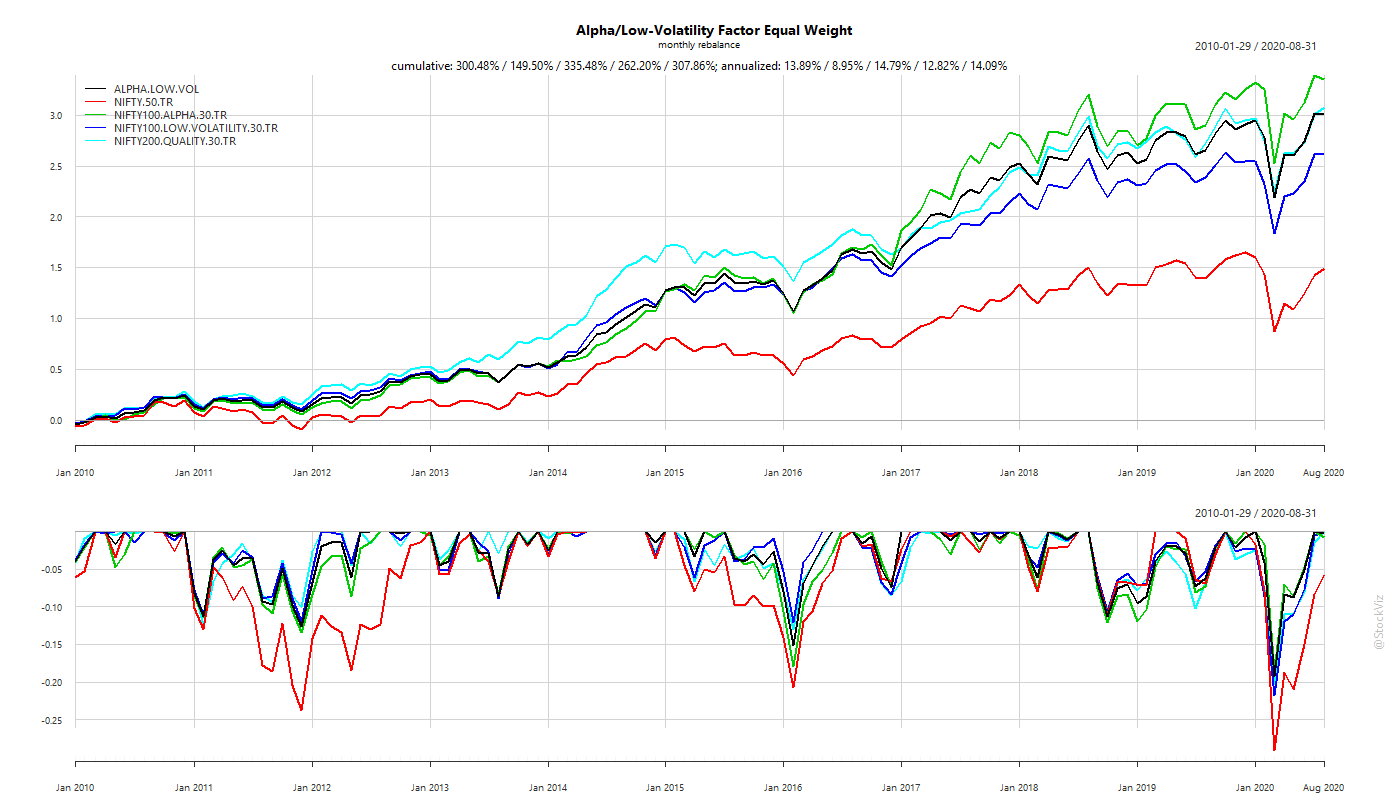 Alpha/Low-Volatility Factor Equal Weight
monthly rebalance
2010-01-29 / 2020-08-31
cumulative: 300.48% / 149.50% / 335.48% / 262.20% / 307.86%; annualized: 13.89% / 8.95% / 14.79% / 12.82% / 14.09%
ALPHA.LOW.VOL
NIFTY.50.TR
NIFTY100.ALPHA.30.TR
NIFTY100.LOW.VOLATILITY.30.TR
NIFTY200.QUALITY.30.TR
3.0
2.5
2.0
1.5
1.0
0.5
0.0
Jan 2010 Jan 2011 Jan 2012 Jan 2013 Jan 2014 Jan 2015 Jan 2016 Jan 2017 Jan 2018 Jan 2019 Jan 2020 Aug 2020
2010-01-29 / 2020-08-31
-0.05
-0.10
-0.15
-0.20
-0.25
Jan 2010 Jan 2011 Jan 2012 Jan 2013 Jan 2014 Jan 2015 Jan 2016 Jan 2017 Jan 2018 Jan 2019 Jan 2020 Aug 2020
@StockViz